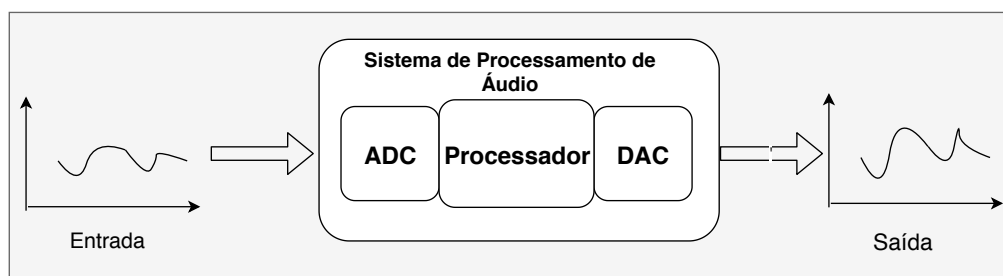 Sistema de Processamento de
Áudio
ADC
Processador
DAC
Entrada
Saída